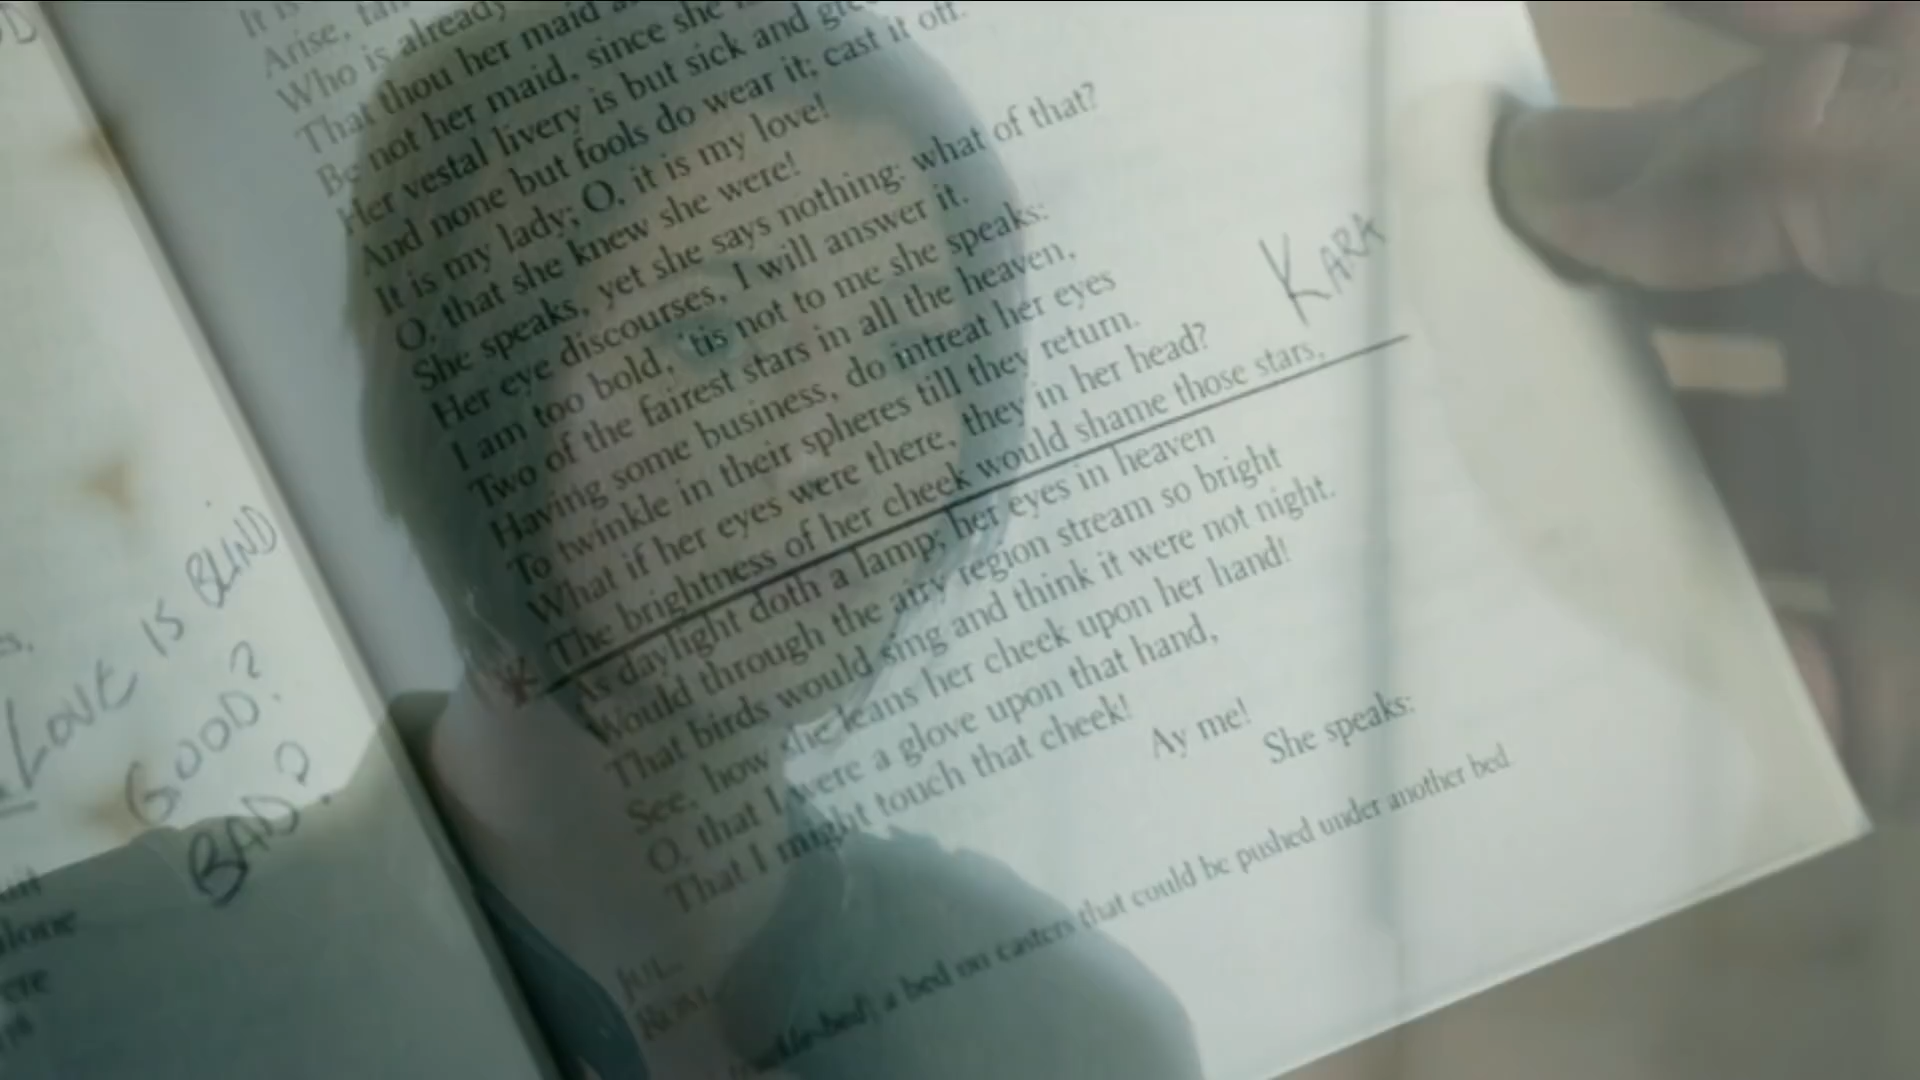 D
s.
LOVE IS BLIND
GOOD?
BAD?
alone
ere
It is
Arise,
Who is already
That thou her maid
Be not her maid, since she
Her vestal livery is but sick and
And none but fools do wear it; cast it off.
It is my lady; O, it is my love!
O, that she knew she were!
She speaks, yet she says nothing: what of that?
Her eye discourses, I will answer it.
I am too bold, 'tis not to me she speaks:
Two of the fairest stars in all the heaven,
Having some business, do intreat her eyes
To twinkle in their spheres till they return.
What if her eyes were there, they in her head?
KARA
The brightness of her cheek would shame those stars,
As daylight doth a lamp; her eyes in heaven
Would through the airy region stream so bright
That birds would sing and think it were not night.
See, how she leans her cheek upon her hand!
O, that I were a glove upon that hand,
That I might touch that cheek!
Ay me!
She speaks:
JUL.
ROM.
a bed on casters that could be pushed under another bed.